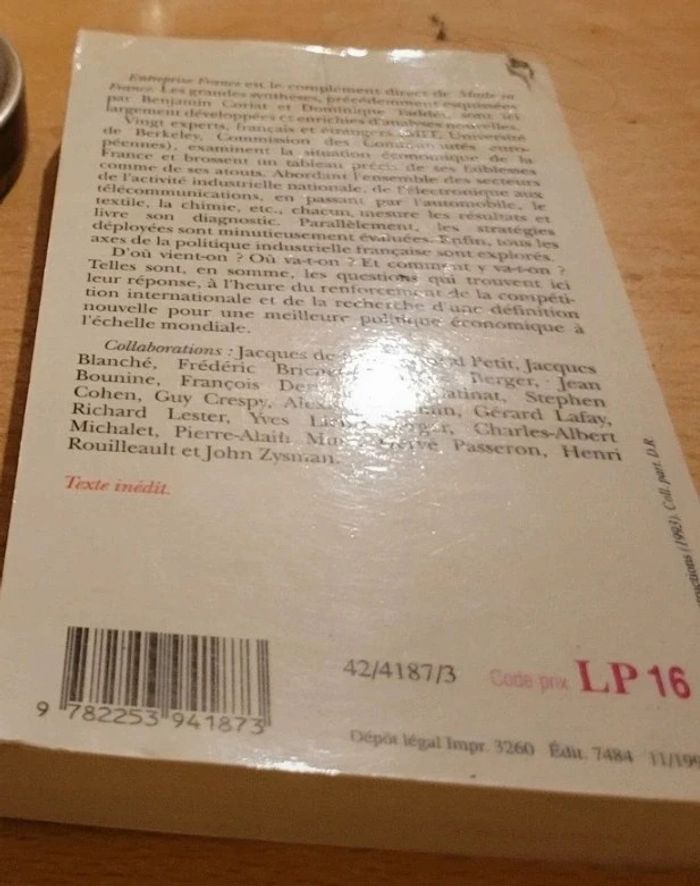 Entreprise France est le complément direct de Made in
France. Les grandes synthèses, précédemment esquissées
par Benjamin Coriat et Dominique Taddéi, sont ici
largement développées et enrichies d'analyses nouvelles.
Vingt experts, français et étrangers (MIT, Université
de Berkeley, Commission des Communautés euro-
péennes), examinent la situation économique de la
France et brossent un tableau précis de ses faiblesses
comme de ses atouts. Abordant l'ensemble des secteurs
de l'activité industrielle nationale, de l'électronique aux
télécommunications, en passant par l'automobile, le
textile, la chimie, etc., chacun mesure les résultats et
livre son diagnostic. Parallèlement, les stratégies
déployées sont minutieusement évaluées. Enfin, tous les
axes de la politique industrielle française sont explorés.
D'où vient-on ? Où va-t-on ? Et comment y va-t-on ?
Telles sont, en somme, les questions qui trouvent ici
leur réponse, à l'heure du renforcement de la compéti-
tion internationale et de la recherche d'une définition
nouvelle pour une meilleure politique économique à
l'échelle mondiale.
Collaborations : Jacques de Petit, Jacques
Blanché, Frédéric Berger, Jean
Bounine, François Stephen
Cohen, Guy Crespy, Gérard Lafay,
Richard Lester, Yves Charles-Albert
Michalet, Pierre-Alain Passeron, Henri
Rouilleault et John Zysman.
Texte inédit.
ructions (1993). Coll. part. D.R.
42/4187/3 Code prix LP 16
9 782253 941873
Dépôt légal Impr. 3260 Édit. 7484 11/199